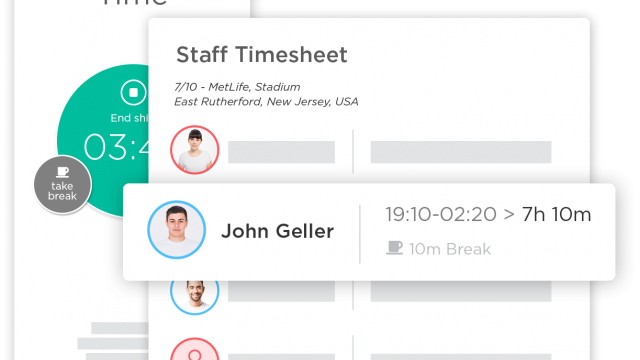 Time
Staff Timesheet
7/10 - MetLife, Stadium
East Rutherford, New Jersey, USA
End shi
03:4
take
break
John Geller
19:10-02:20 > 7h 10m
10m Break